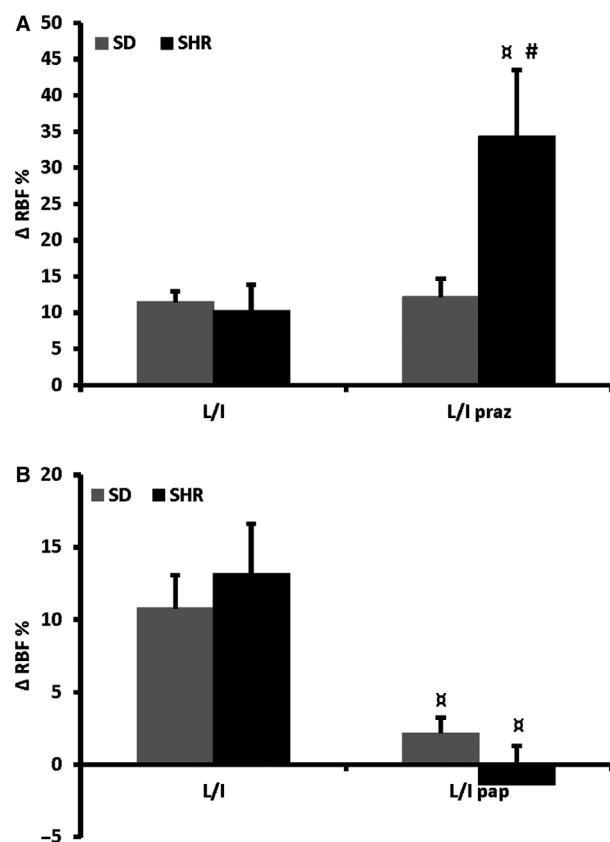 A
50
SD SHR
45
¤ #
40
35
30
25
20
15
10
5
0
Δ RBF %
L/I L/I praz
B
20
SD SHR
15
10
5
¤ ¤
0
Δ RBF %
L/I L/I pap
–5